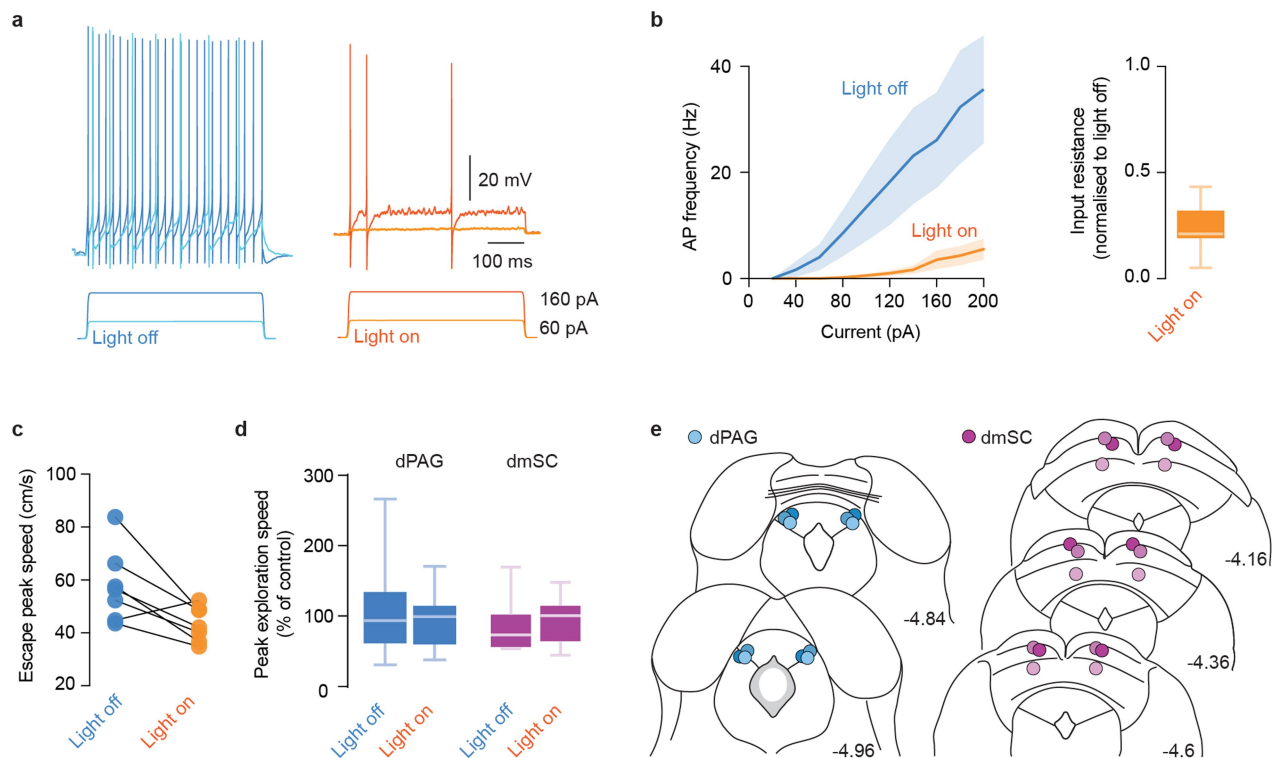 a
20 mV
100 ms
160 pA
60 pA
Light off
Light on
b
AP frequency (Hz)
40
20
0
0
40
80
120
160
200
Current (pA)
Light off
Light on
Input resistance
(normalised to light off)
1.0
0.5
0.0
Light on
c
Escape peak speed (cm/s)
100
80
60
40
20
Light off
Light on
d
dPAG
dmSC
Peak exploration speed
(% of control)
300
200
100
0
Light off
Light on
Light off
Light on
e
dPAG
dmSC
-4.84
-4.96
-4.16
-4.36
-4.6